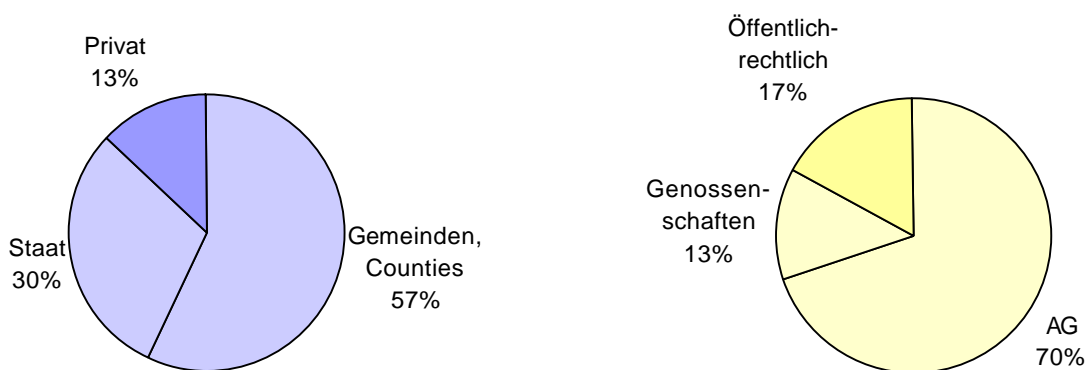 Privat
13%
Staat
30%
Gemeinden,
Counties
57%
Öffentlich-
rechtlich
17%
Genossen-
schaften
13%
AG
70%